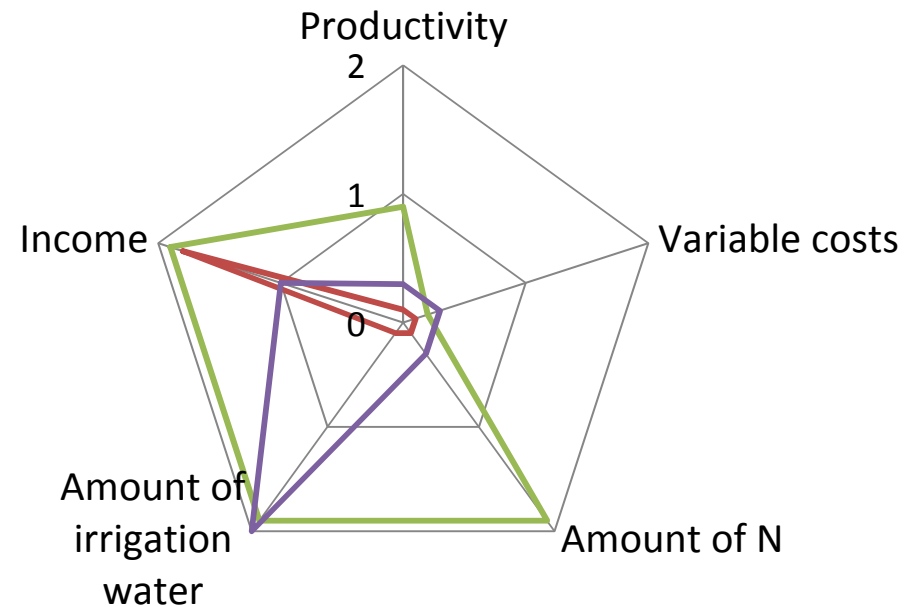 Productivity
2
1
Income
Variable costs
0
Amount of
irrigation
water
Amount of N